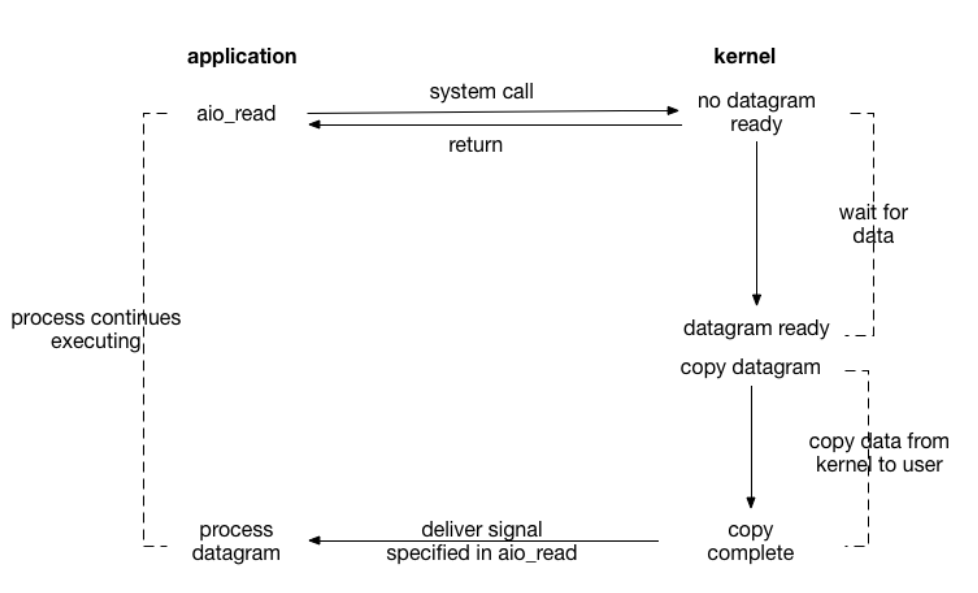 application
kernel
system call
aio_read
no datagram
ready
return
wait for
data
process continues
executing
datagram ready
copy datagram
copy data from
kernel to user
process
datagram
deliver signal
specified in aio_read
copy
complete